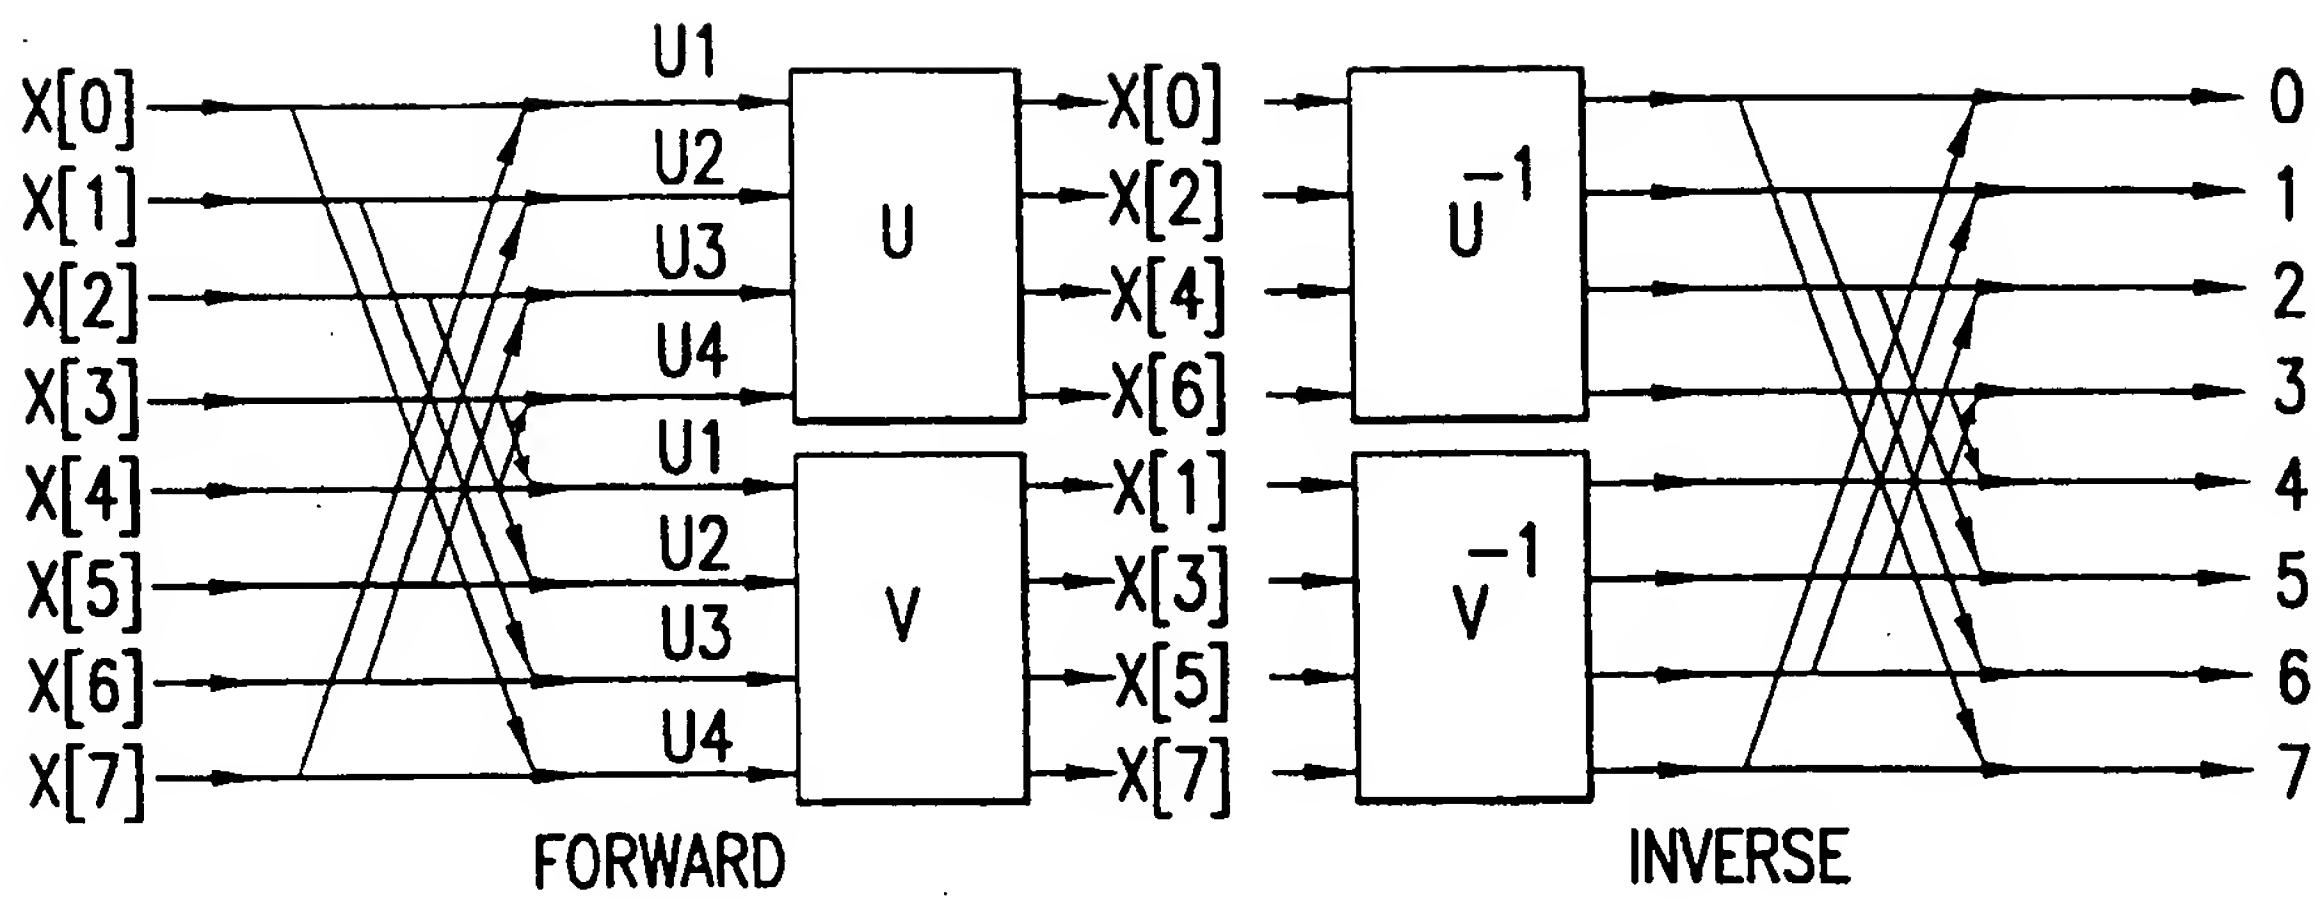 U1
X[0] X[0] 0
U2 -1
X[1] X[2] 1
U U
U3
X[2] X[4] 2
U4
X[3] X[6] 3
U1
X[4] X[1] 4
U2 -1
X[5] X[3] 5
V V
U3
X[6] X[5] 6
U4
X[7] X[7] 7
FORWARD INVERSE